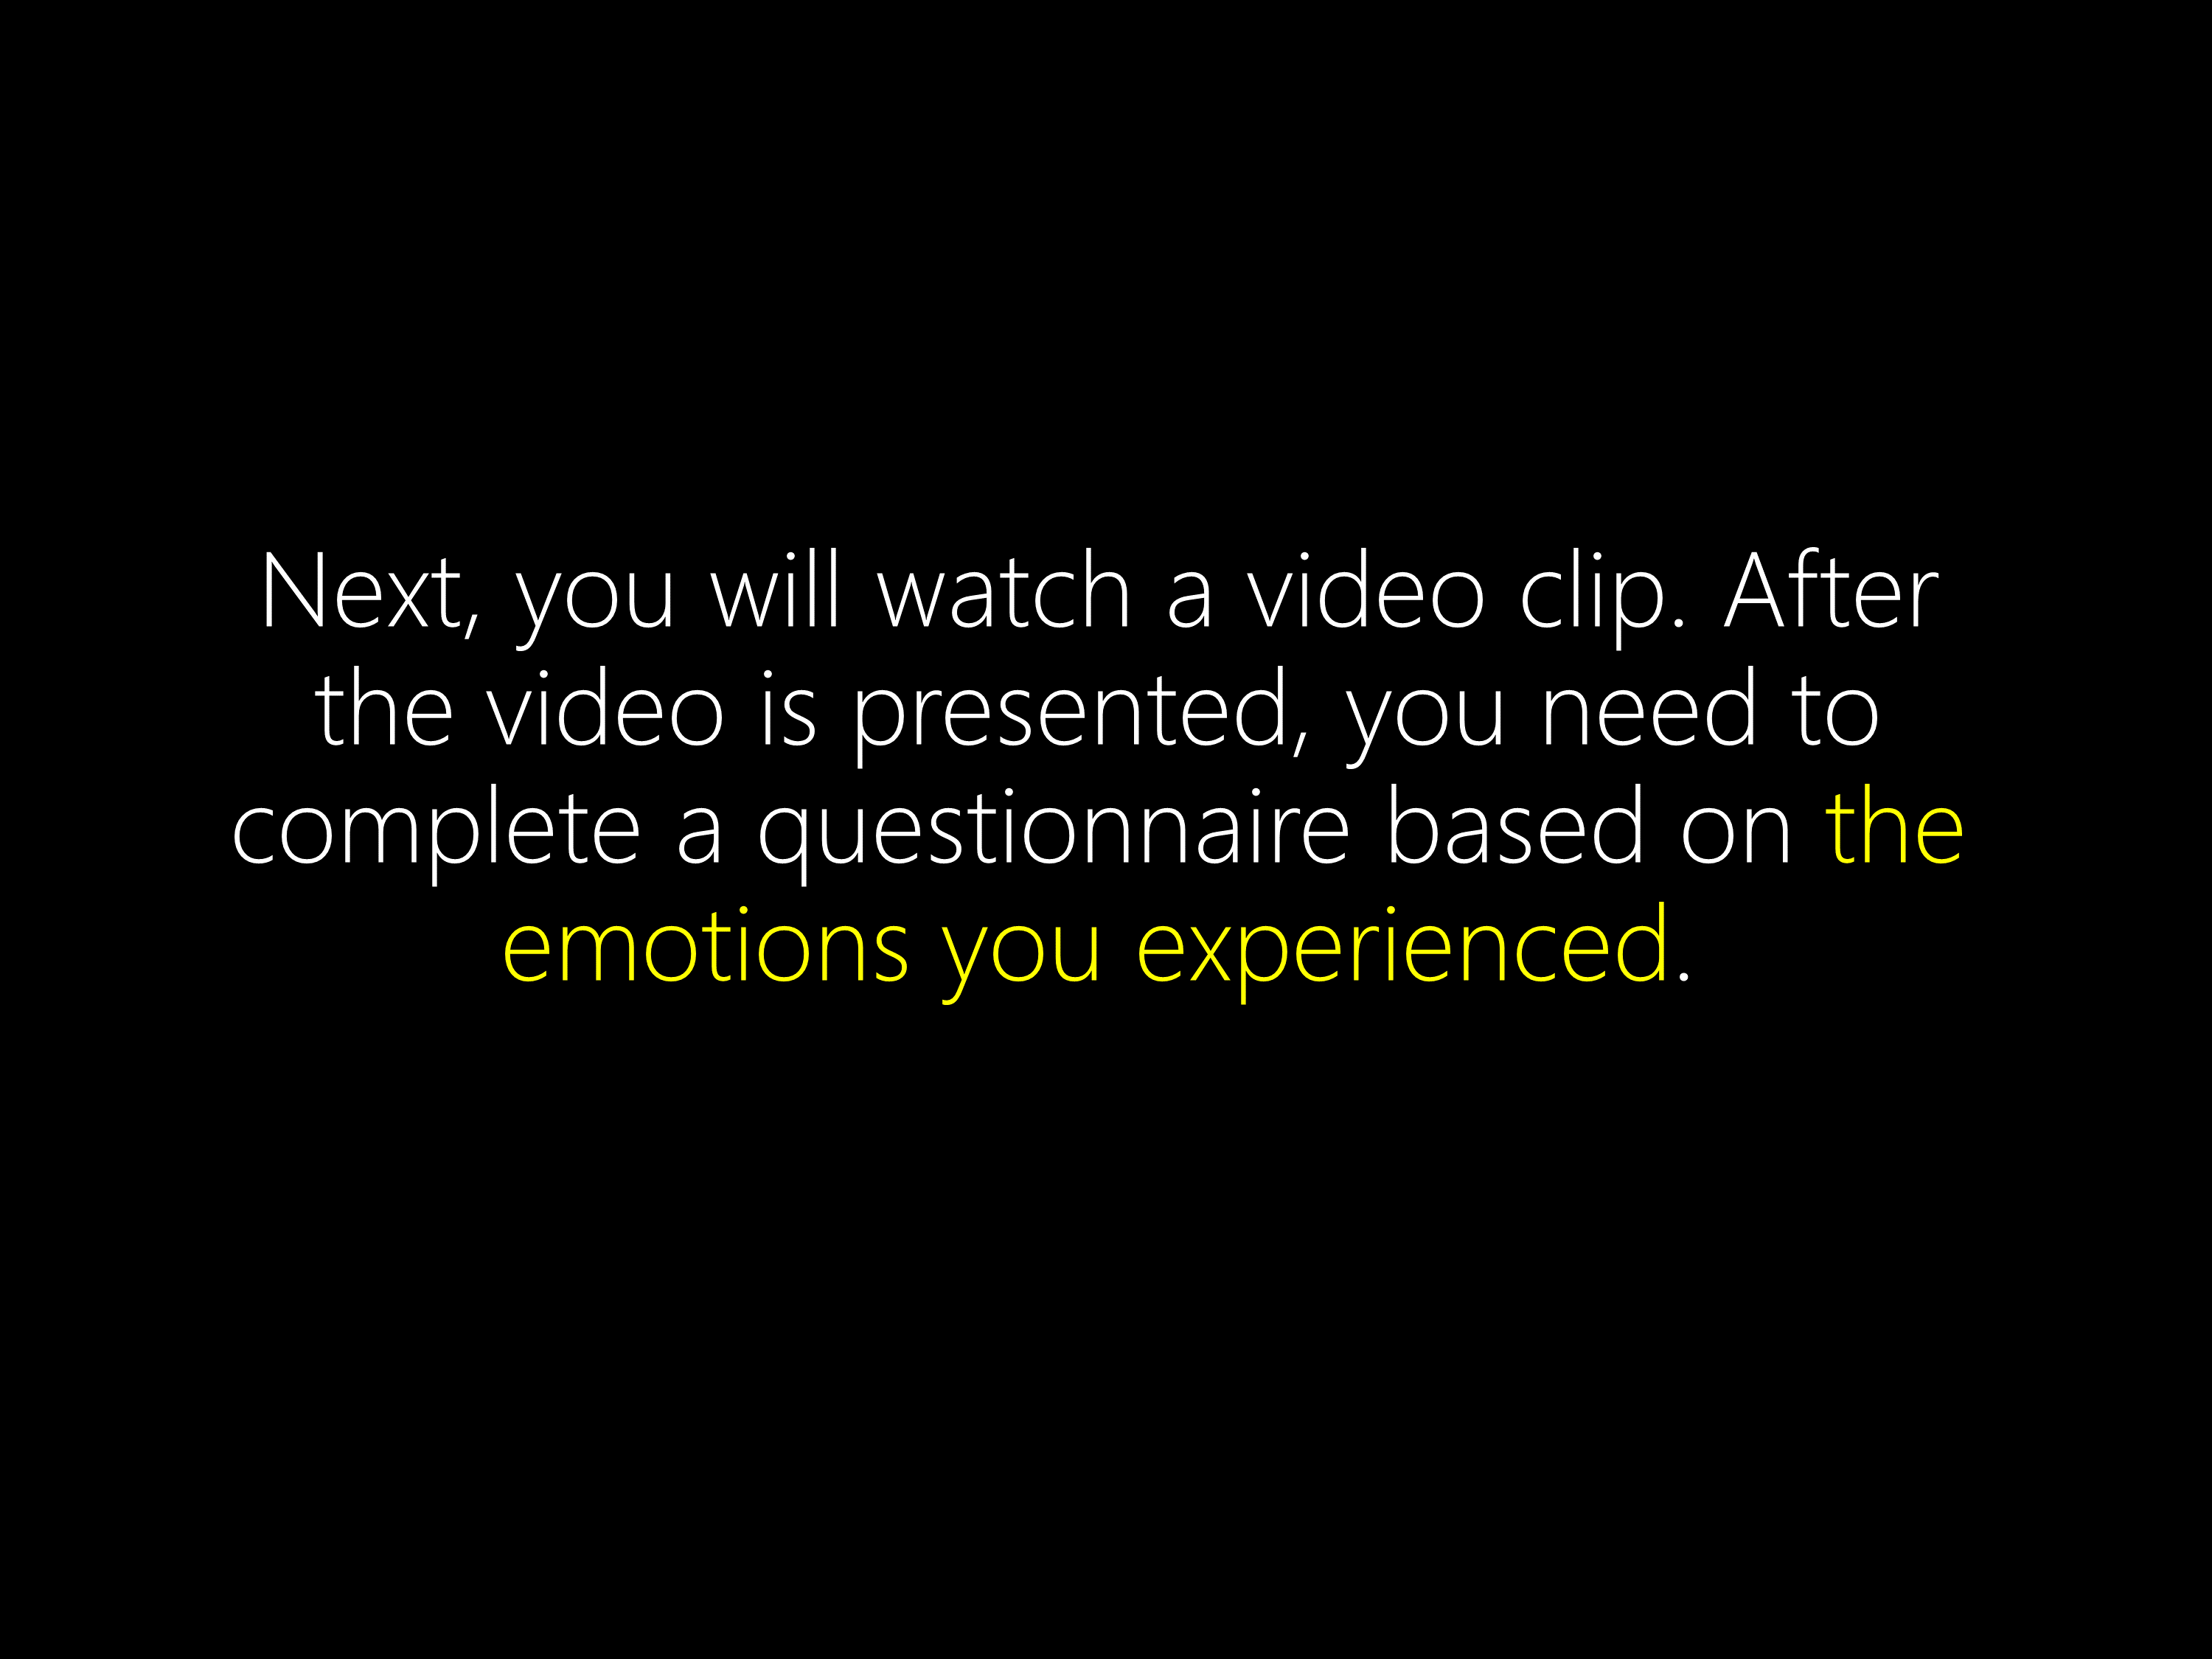 Next, you will watch a video clip. After
the video is presented, you need to
complete a questionnaire based on the
emotions you experienced.